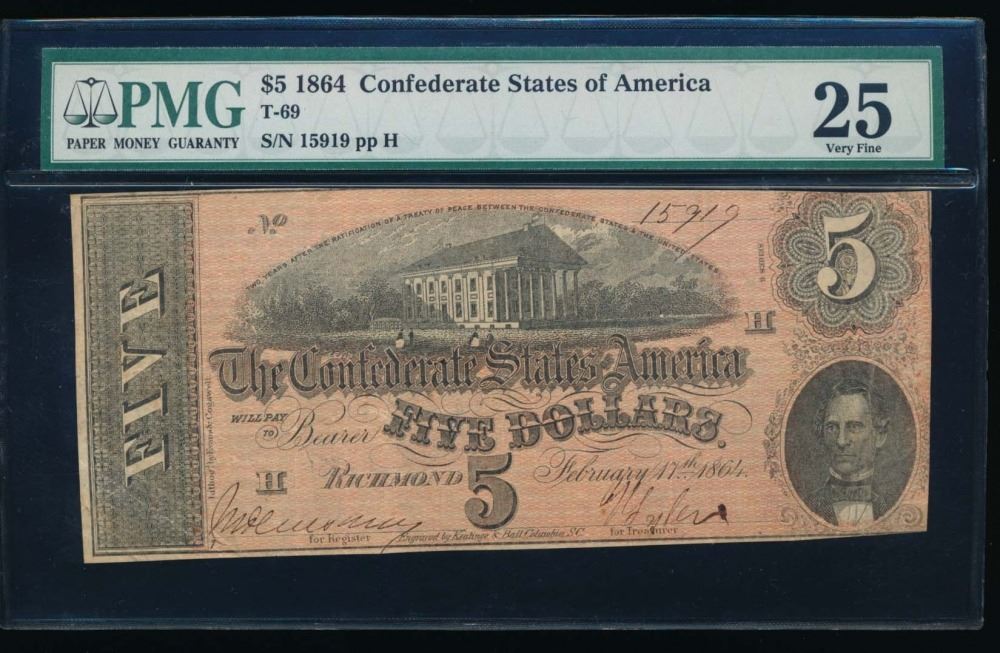 PMG
PAPER MONEY GUARANTY
$5 1864 Confederate States of America
T-69
S/N 15919 pp H
25
Very Fine
No 15919
TWO YEARS AFTER THE RATIFICATION OF A TREATY OF PEACE BETWEEN THE CONFEDERATE STATES & THE UNITED STATES
5
SERIES 6
H
FIVE
The Confederate States of America
WILL PAY
TO Bearer FIVE DOLLARS.
H RICHMOND 5 February 17th 1864
for Register
Engraved by Keatinge & Ball Columbia S.C.
for Treasurer